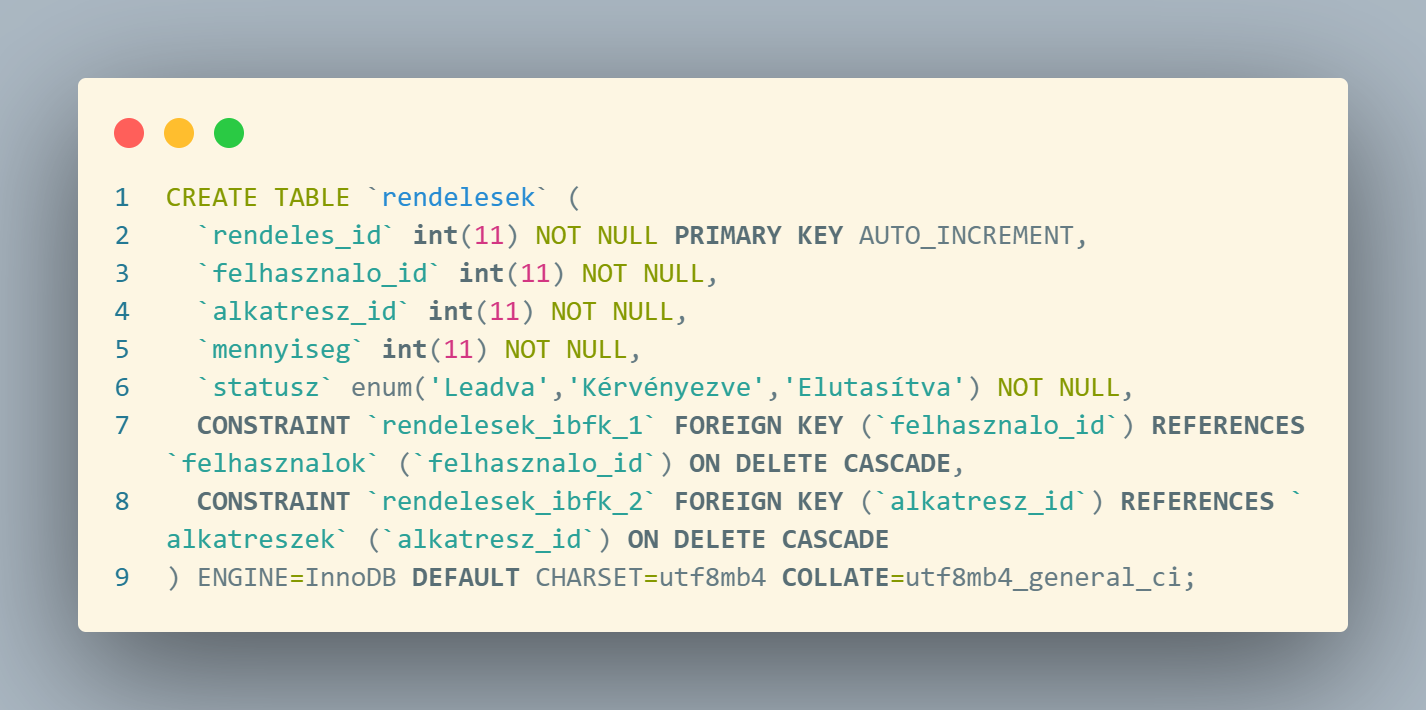 1 CREATE TABLE `rendelesek` (
2 `rendeles_id` int(11) NOT NULL PRIMARY KEY AUTO_INCREMENT,
3 `felhasznalo_id` int(11) NOT NULL,
4 `alkatresz_id` int(11) NOT NULL,
5 `mennyiseg` int(11) NOT NULL,
6 `statusz` enum('Leadva','Kérvényezve','Elutasítva') NOT NULL,
7 CONSTRAINT `rendelesek_ibfk_1` FOREIGN KEY (`felhasznalo_id`) REFERENCES
`felhasznalok` (`felhasznalo_id`) ON DELETE CASCADE,
8 CONSTRAINT `rendelesek_ibfk_2` FOREIGN KEY (`alkatresz_id`) REFERENCES `
alkatreszek` (`alkatresz_id`) ON DELETE CASCADE
9 ) ENGINE=InnoDB DEFAULT CHARSET=utf8mb4 COLLATE=utf8mb4_general_ci;